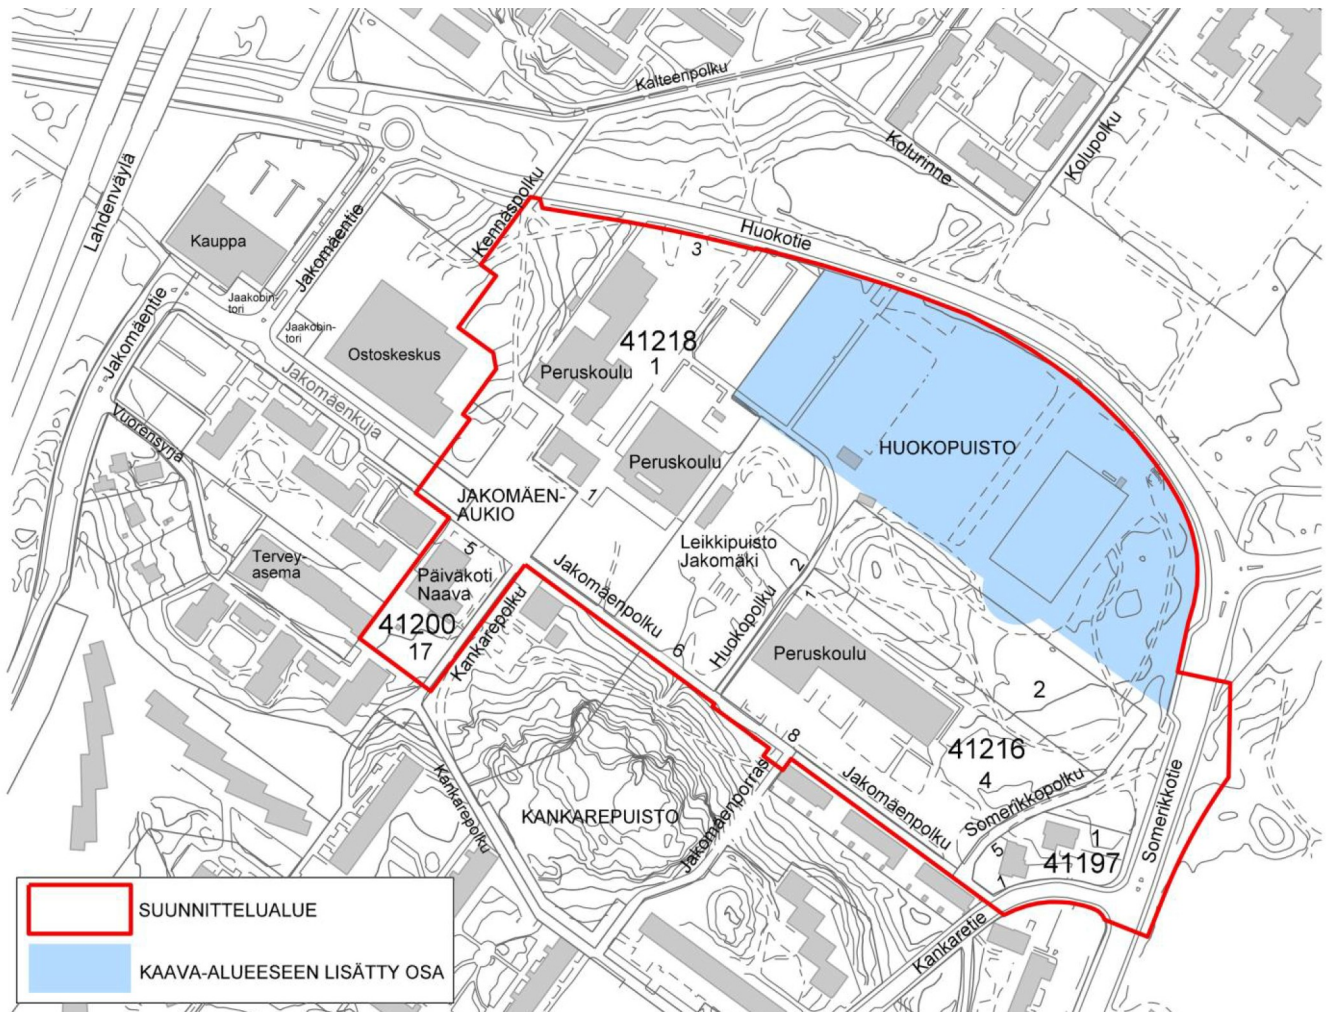 Kalteenpolku
Kolurinne
Kolupolku
Lahdenväylä
Kennäspolku
Kauppa
Jakomäentie
Huokotie
3
Jaakobin-
tori
Jaakobin-
tori
Jakomäentie
Ostoskeskus
41218
1
Peruskoulu
Jakomäenkuja
Vuorensyrjä
HUOKOPUISTO
Peruskoulu
JAKOMÄEN-
AUKIO
1
Leikkipuisto
Jakomäki
5
Tervey-
asema
Päiväkoti
Naava
Jakomäenpolku
2
1
41200
17
Kankarepolku
Huokopolku
6
Peruskoulu
2
8
41216
4
Jakomäenpolku
Somerikkopolku
Somerikkotie
Kankarepolku
KANKAREPUISTO
Jakomäenporras
5
1
1
41197
Kankaretie
SUUNNITTELUALUE
KAAVA-ALUEESEEN LISÄTTY OSA